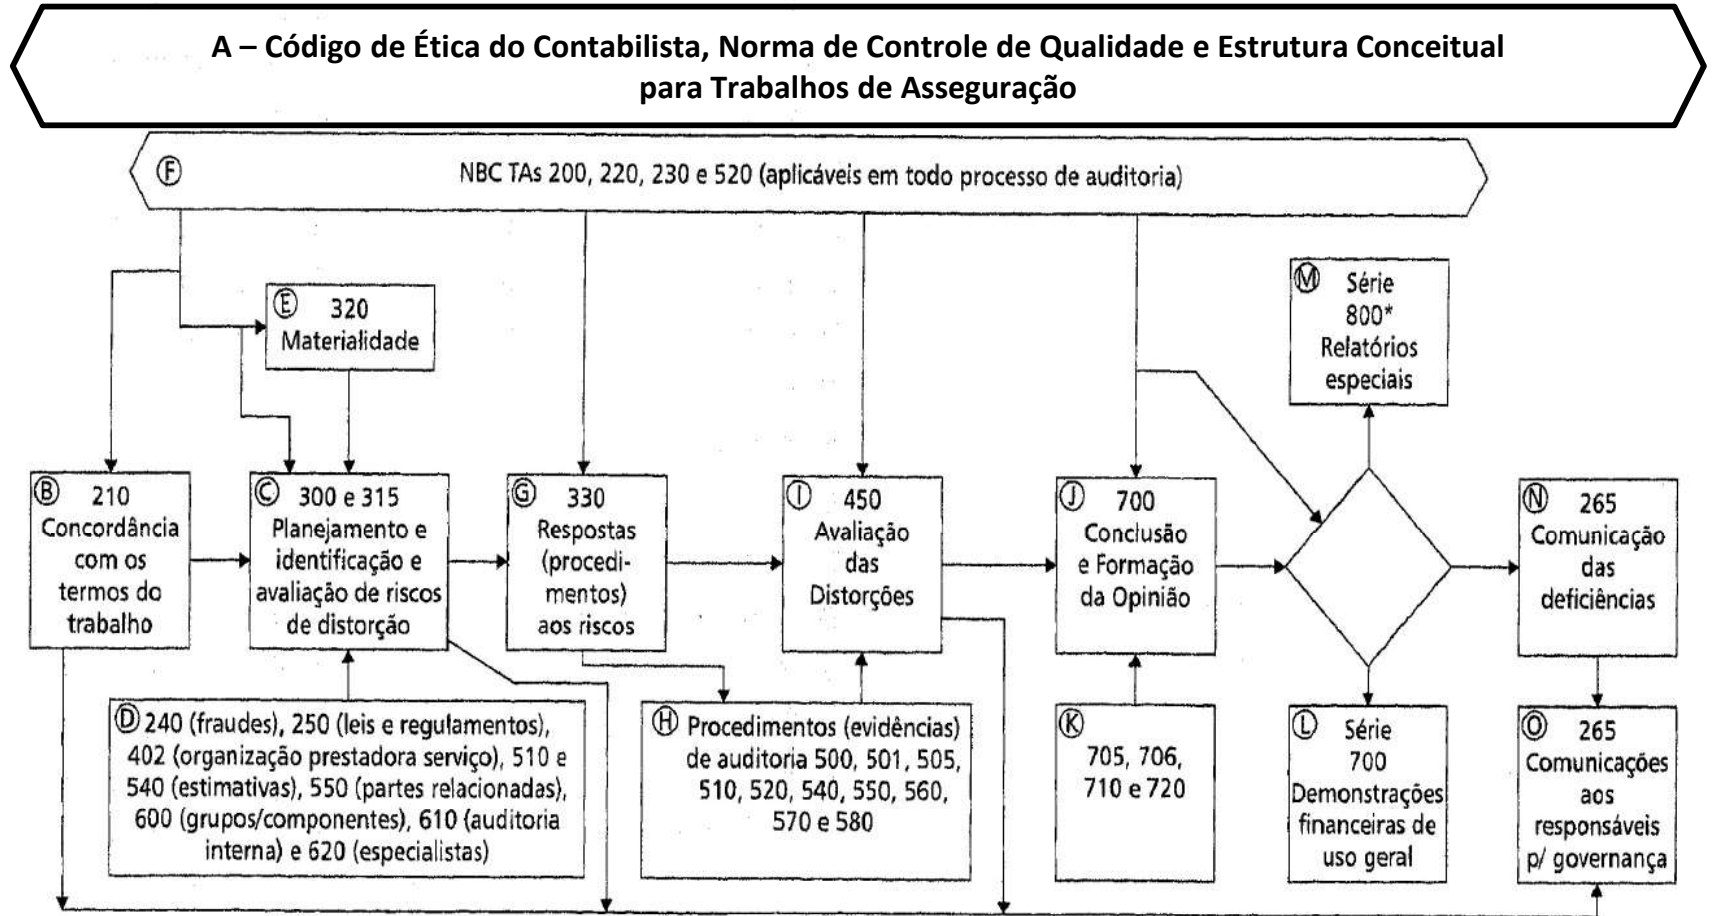 A – Código de Ética do Contabilista, Norma de Controle de Qualidade e Estrutura Conceitual
para Trabalhos de Asseguração
F NBC TAs 200, 220, 230 e 520 (aplicáveis em todo processo de auditoria)
E 320
Materialidade
M Série
800*
Relatórios
especiais
B 210
Concordância
com os
termos do
trabalho
C 300 e 315
Planejamento e
identificação e
avaliação de riscos
de distorção
G 330
Respostas
(procedi-
mentos)
aos riscos
I 450
Avaliação
das
Distorções
J 700
Conclusão
e Formação
da Opinião
N 265
Comunicação
das
deficiências
D 240 (fraudes), 250 (leis e regulamentos),
402 (organização prestadora serviço), 510 e
540 (estimativas), 550 (partes relacionadas),
600 (grupos/componentes), 610 (auditoria
interna) e 620 (especialistas)
H Procedimentos (evidências)
de auditoria 500, 501, 505,
510, 520, 540, 550, 560,
570 e 580
K
705, 706,
710 e 720
L Série
700
Demonstrações
financeiras de
uso geral
O 265
Comunicações
aos
responsáveis
p/ governança